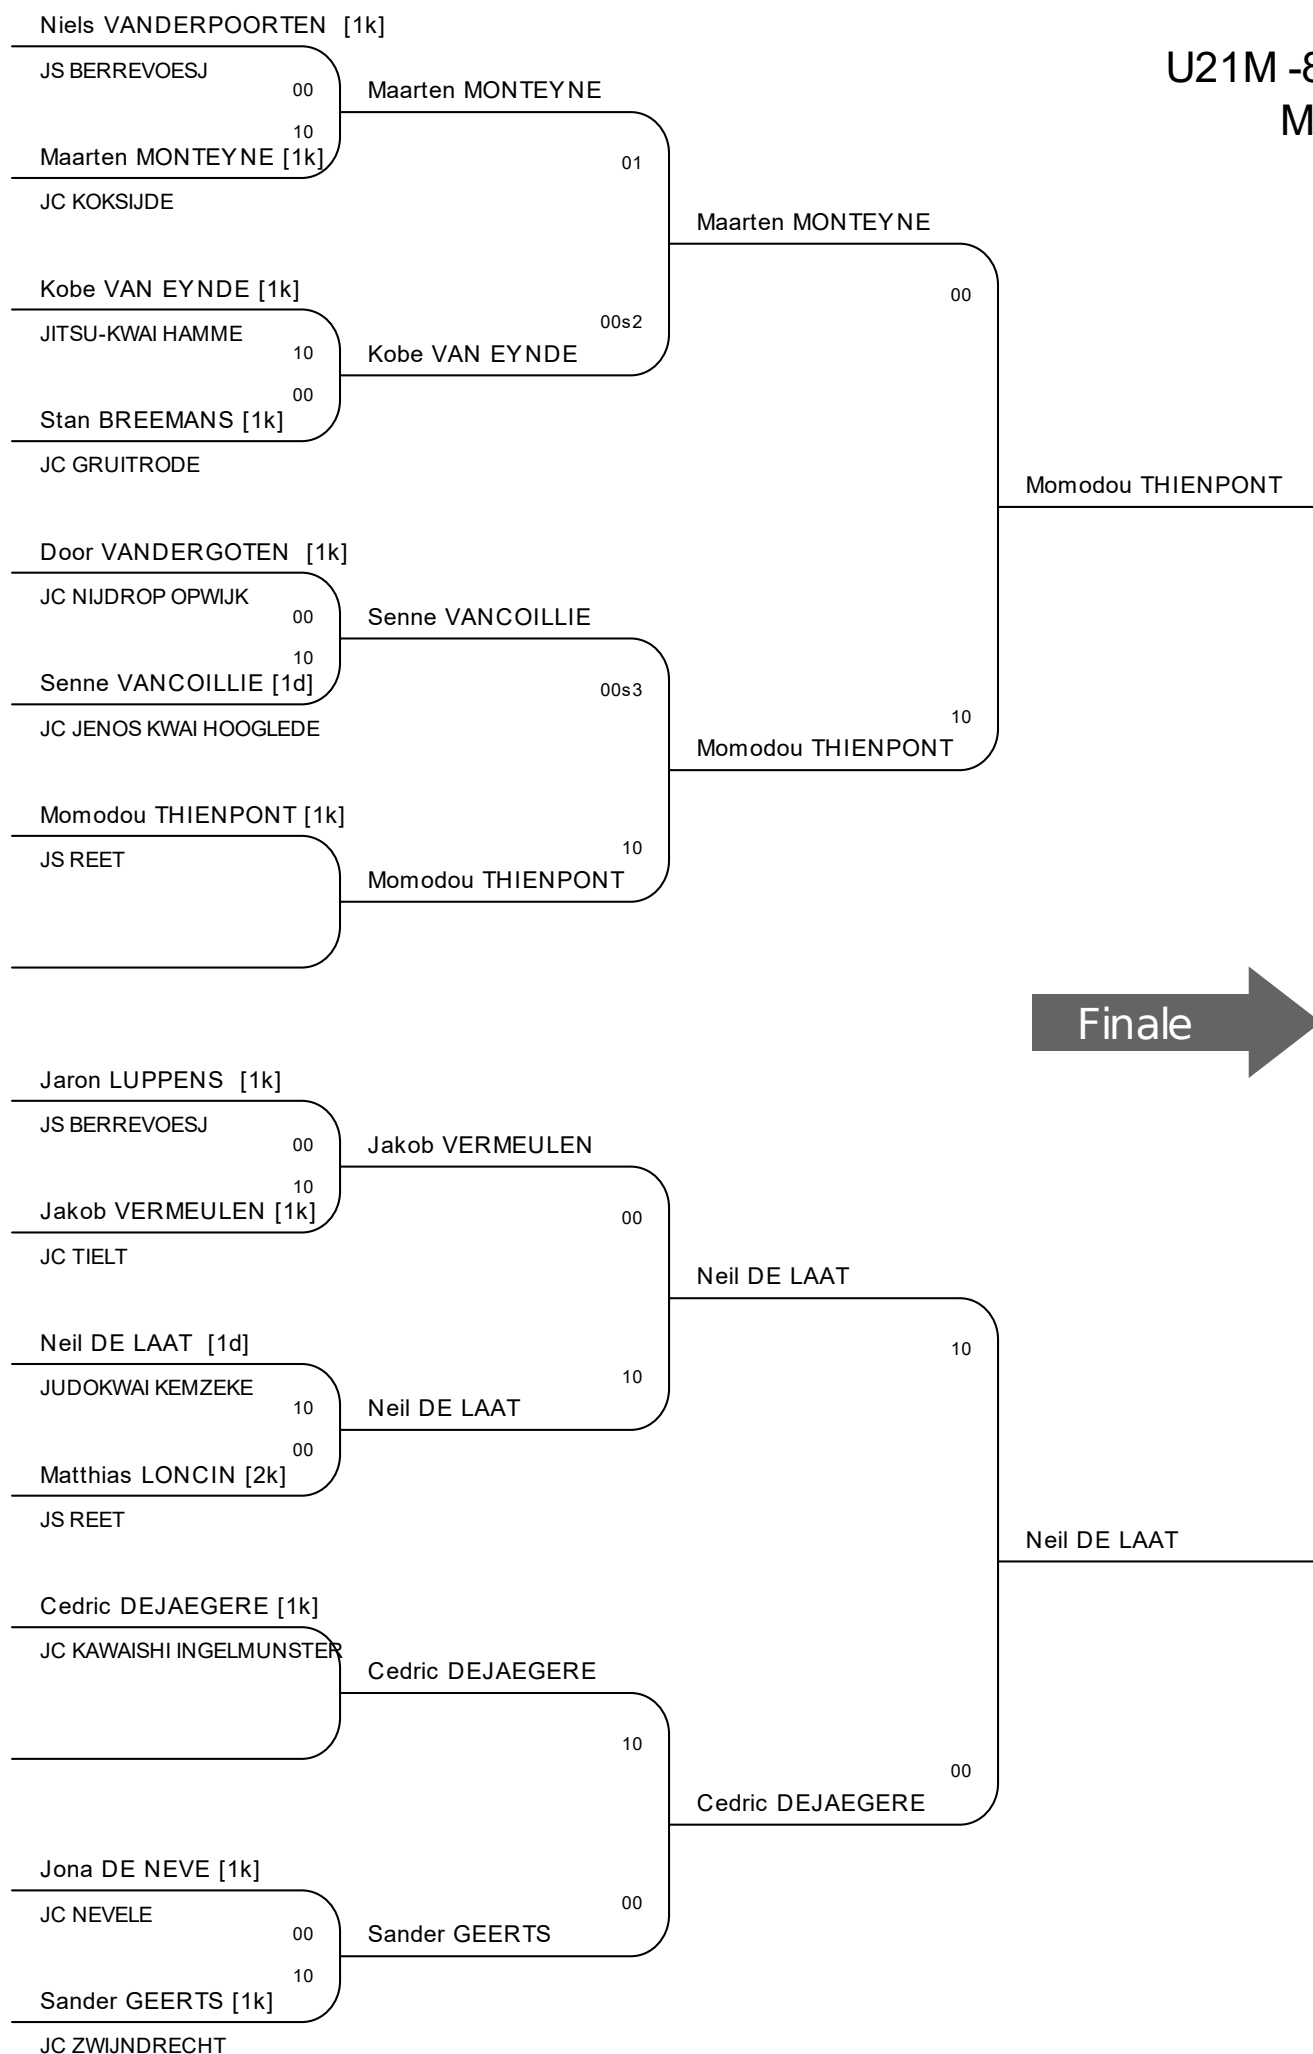 Niels VANDERPOORTEN [1k]
JS BERREVOESJ
U21M -8
00
Maarten MONTEYNE
M
10
Maarten MONTEYNE [1k]
01
JC KOKSIJDE
Maarten MONTEYNE
Kobe VAN EYNDE [1k]
00
JITSU-KWAI HAMME
00s2
10
Kobe VAN EYNDE
00
Stan BREEMANS [1k]
JC GRUITRODE
Momodou THIENPONT
Door VANDERGOTEN [1k]
JC NIJDROP OPWIJK
00
Senne VANCOILLIE
10
Senne VANCOILLIE [1d]
00s3
JC JENOS KWAI HOOGLEDE
10
Momodou THIENPONT
Momodou THIENPONT [1k]
JS REET
10
Momodou THIENPONT
Finale
Jaron LUPPENS [1k]
JS BERREVOESJ
00
Jakob VERMEULEN
10
Jakob VERMEULEN [1k]
00
JC TIELT
Neil DE LAAT
Neil DE LAAT [1d]
10
JUDOKWAI KEMZEKE
10
10
Neil DE LAAT
00
Matthias LONCIN [2k]
JS REET
Neil DE LAAT
Cedric DEJAEGERE [1k]
JC KAWAISHI INGELMUNSTER
Cedric DEJAEGERE
10
00
Cedric DEJAEGERE
Jona DE NEVE [1k]
JC NEVELE
00
00
Sander GEERTS
10
Sander GEERTS [1k]
JC ZWIJNDRECHT